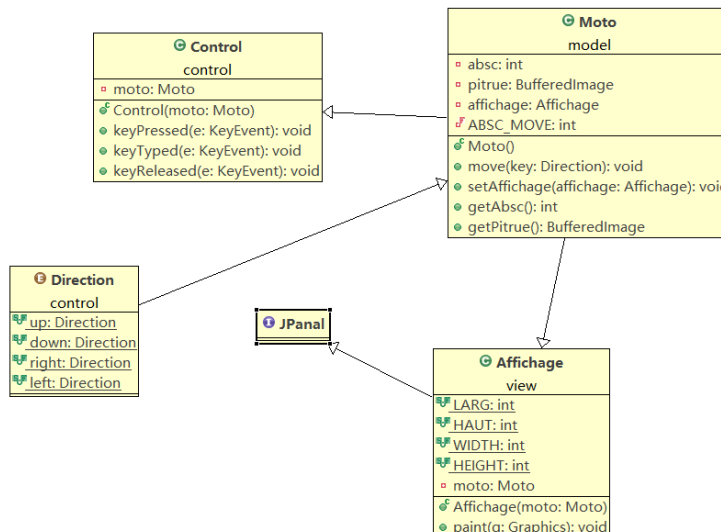 Control
control
moto: Moto
Control(moto: Moto)
keyPressed(e: KeyEvent): void
keyTyped(e: KeyEvent): void
keyReleased(e: KeyEvent): void
Moto
model
absc: int
pitrue: BufferedImage
affichage: Affichage
ABSC_MOVE: int
Moto()
move(key: Direction): void
setAffichage(affichage: Affichage): void
getAbsc(): int
getPitrue(): BufferedImage
Direction
control
up: Direction
down: Direction
right: Direction
left: Direction
JPanal
Affichage
view
LARG: int
HAUT: int
WIDTH: int
HEIGHT: int
moto: Moto
Affichage(moto: Moto)
paint(g: Graphics): void